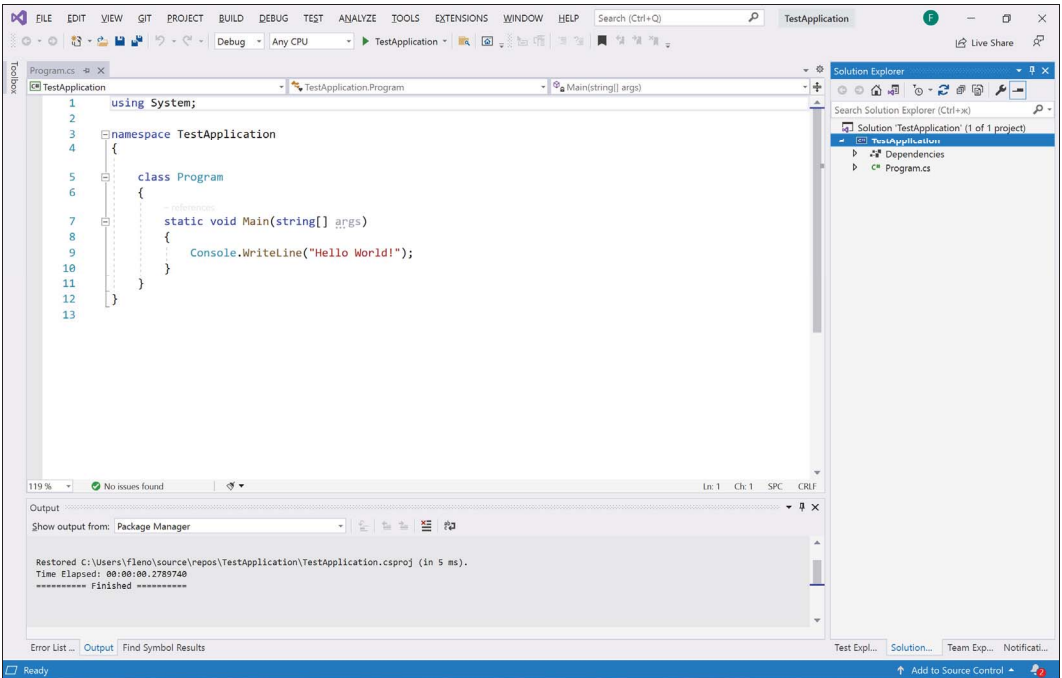 FILE EDIT VIEW GIT PROJECT BUILD DEBUG TEST ANALYZE TOOLS EXTENSIONS WINDOW HELP Search (Ctrl+Q) TestApplication F
Debug Any CPU TestApplication Live Share
Toolbox
Program.cs
C# TestApplication TestApplication.Program Main(string[] args)
1 using System;
2
3 namespace TestApplication
4 {
5 class Program
6 {
references
7 static void Main(string[] args)
8 {
9 Console.WriteLine("Hello World!");
10 }
11 }
12 }
13
119 % No issues found Ln: 1 Ch: 1 SPC CRLF
Output
Show output from: Package Manager
Restored C:\Users\fleno\source\repos\TestApplication\TestApplication.csproj (in 5 ms).
Time Elapsed: 00:00:00.2789740
========== Finished ==========
Error List ... Output Find Symbol Results
Solution Explorer
Search Solution Explorer (Ctrl+ж)
Solution 'TestApplication' (1 of 1 project)
TestApplication
Dependencies
C# Program.cs
Test Expl... Solution... Team Exp... Notificati...
Ready Add to Source Control 2